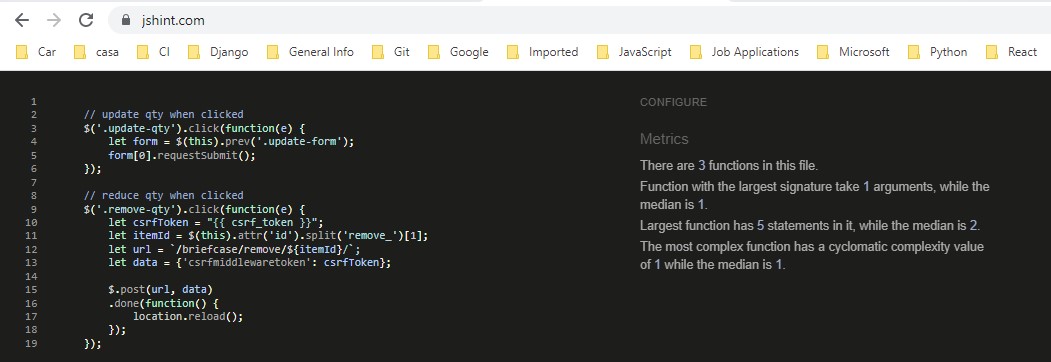 jshint.com
Car casa CI Django General Info Git Google Imported JavaScript Job Applications Microsoft Python React
1
2 // update qty when clicked
3 $('.update-qty').click(function(e) {
4 let form = $(this).prev('.update-form');
5 form[0].requestSubmit();
6 });
7
8 // reduce qty when clicked
9 $('.remove-qty').click(function(e) {
10 let csrfToken = "{{ csrf_token }}";
11 let itemId = $(this).attr('id').split('remove_')[1];
12 let url = `/briefcase/remove/${itemId}/`;
13 let data = {'csrfmiddlewaretoken': csrfToken};
14
15 $.post(url, data)
16 .done(function() {
17 location.reload();
18 });
19 });
CONFIGURE
Metrics
There are 3 functions in this file.
Function with the largest signature take 1 arguments, while the
median is 1.
Largest function has 5 statements in it, while the median is 2.
The most complex function has a cyclomatic complexity value
of 1 while the median is 1.